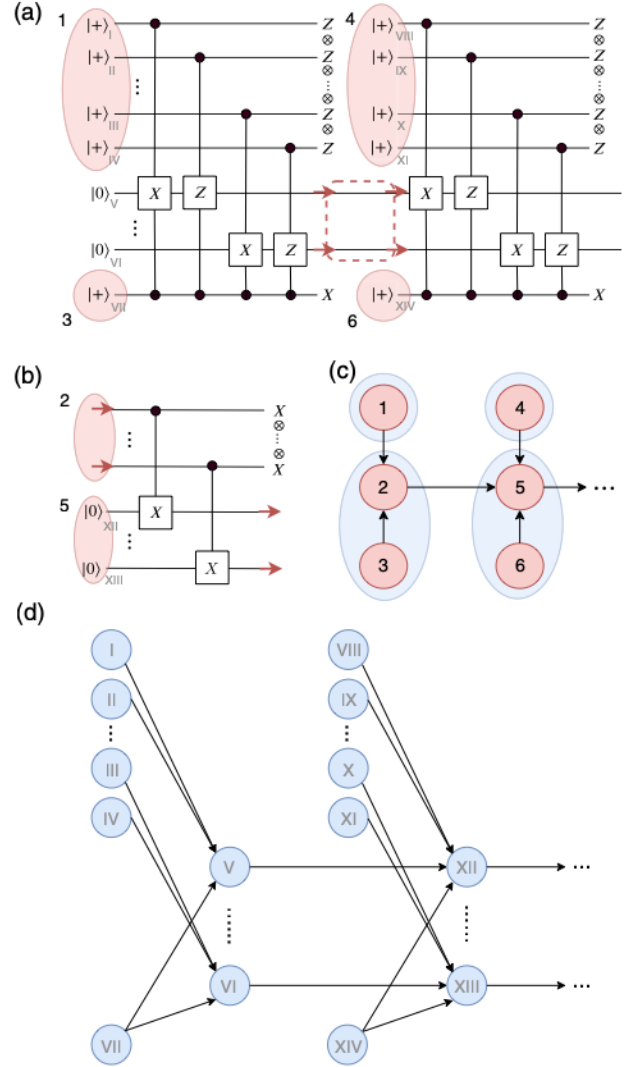 (a)
1 |+⟩I Z
⊗
|+⟩II Z
⊗
⋮ ⋮
⊗
|+⟩III Z
⊗
|+⟩IV Z
|0⟩V X Z
⋮
|0⟩VI X Z
|+⟩VII X
3
4 |+⟩VIII Z
⊗
|+⟩IX Z
⊗
⋮ ⋮
⊗
|+⟩X Z
⊗
|+⟩XI Z
X Z
X Z
|+⟩XIV X
6
(b)
2 X
⊗
⋮ ⋮
⊗
X
5 |0⟩XII X
⋮
|0⟩XIII X
(c)
1 4
2 5 ...
3 6
(d)
I VIII
II IX
⋮ ⋮
III X
IV XI
V XII ...
⋮ ⋮
VI XIII ...
VII XIV